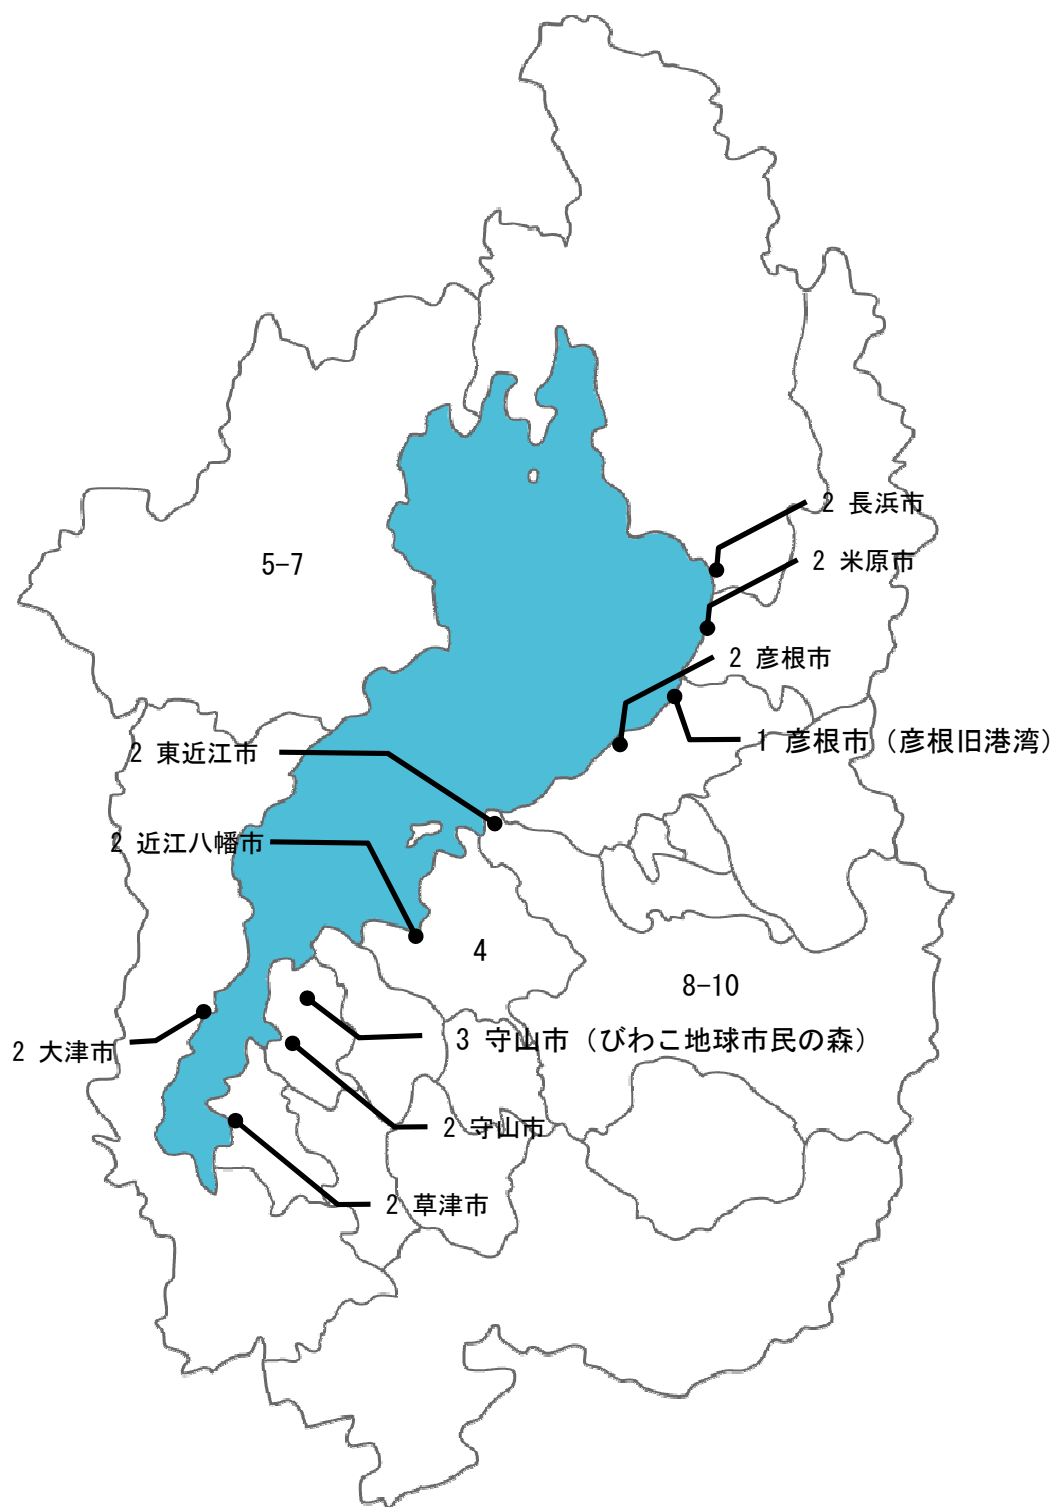 2 長浜市
5-7
2 米原市
2 彦根市
1 彦根市（彦根旧港湾）
2 東近江市
2 近江八幡市
4
8-10
2 大津市
3 守山市（びわこ地球市民の森）
2 守山市
2 草津市